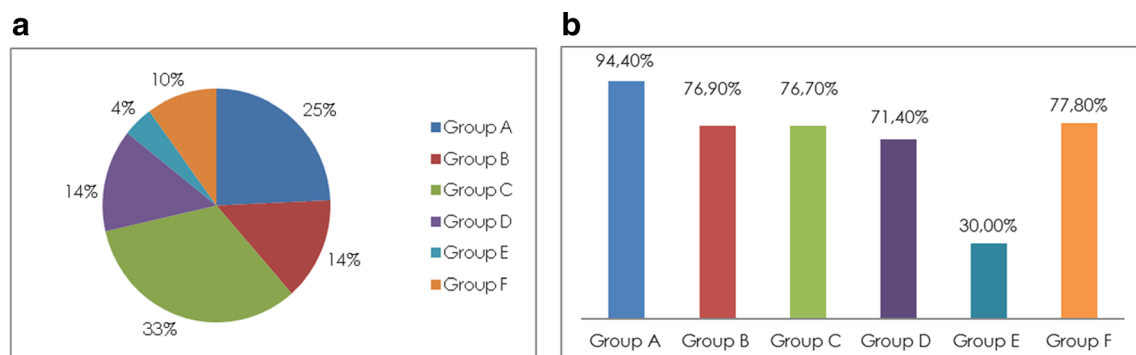 a
10%
25%
4%
14%
14%
33%
Group A
Group B
Group C
Group D
Group E
Group F
b
94,40%
76,90%
76,70%
71,40%
30,00%
77,80%
Group A Group B Group C Group D Group E Group F